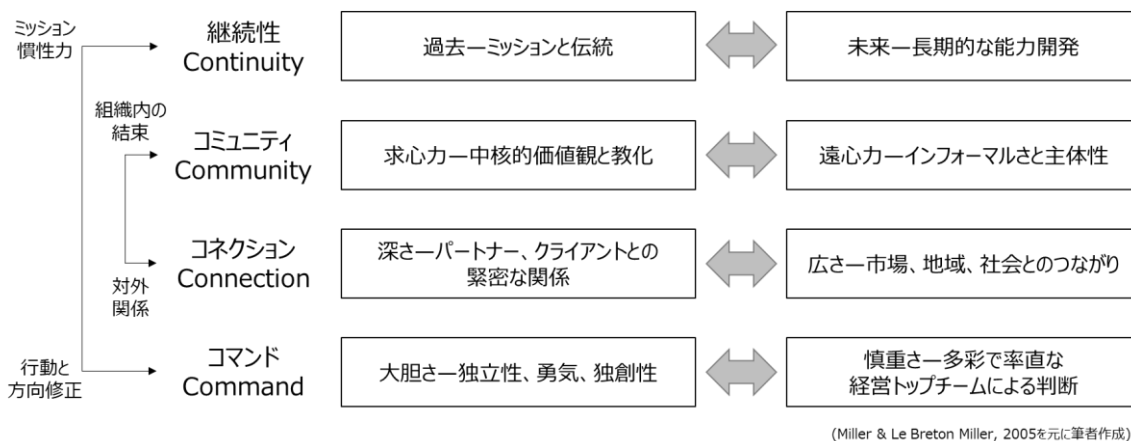 ミッション
慣性力
継続性
Continuity
過去―ミッションと伝統
未来―長期的な能力開発
組織内の
結束
コミュニティ
Community
求心力―中核的価値観と教化
遠心力―インフォーマルさと主体性
コネクション
Connection
深さ―パートナー、クライアントとの
緊密な関係
広さ―市場、地域、社会とのつながり
対外
関係
行動と
方向修正
コマンド
Command
大胆さ―独立性、勇気、独創性
慎重さ―多彩で率直な
経営トップチームによる判断
(Miller & Le Breton Miller, 2005を元に筆者作成)